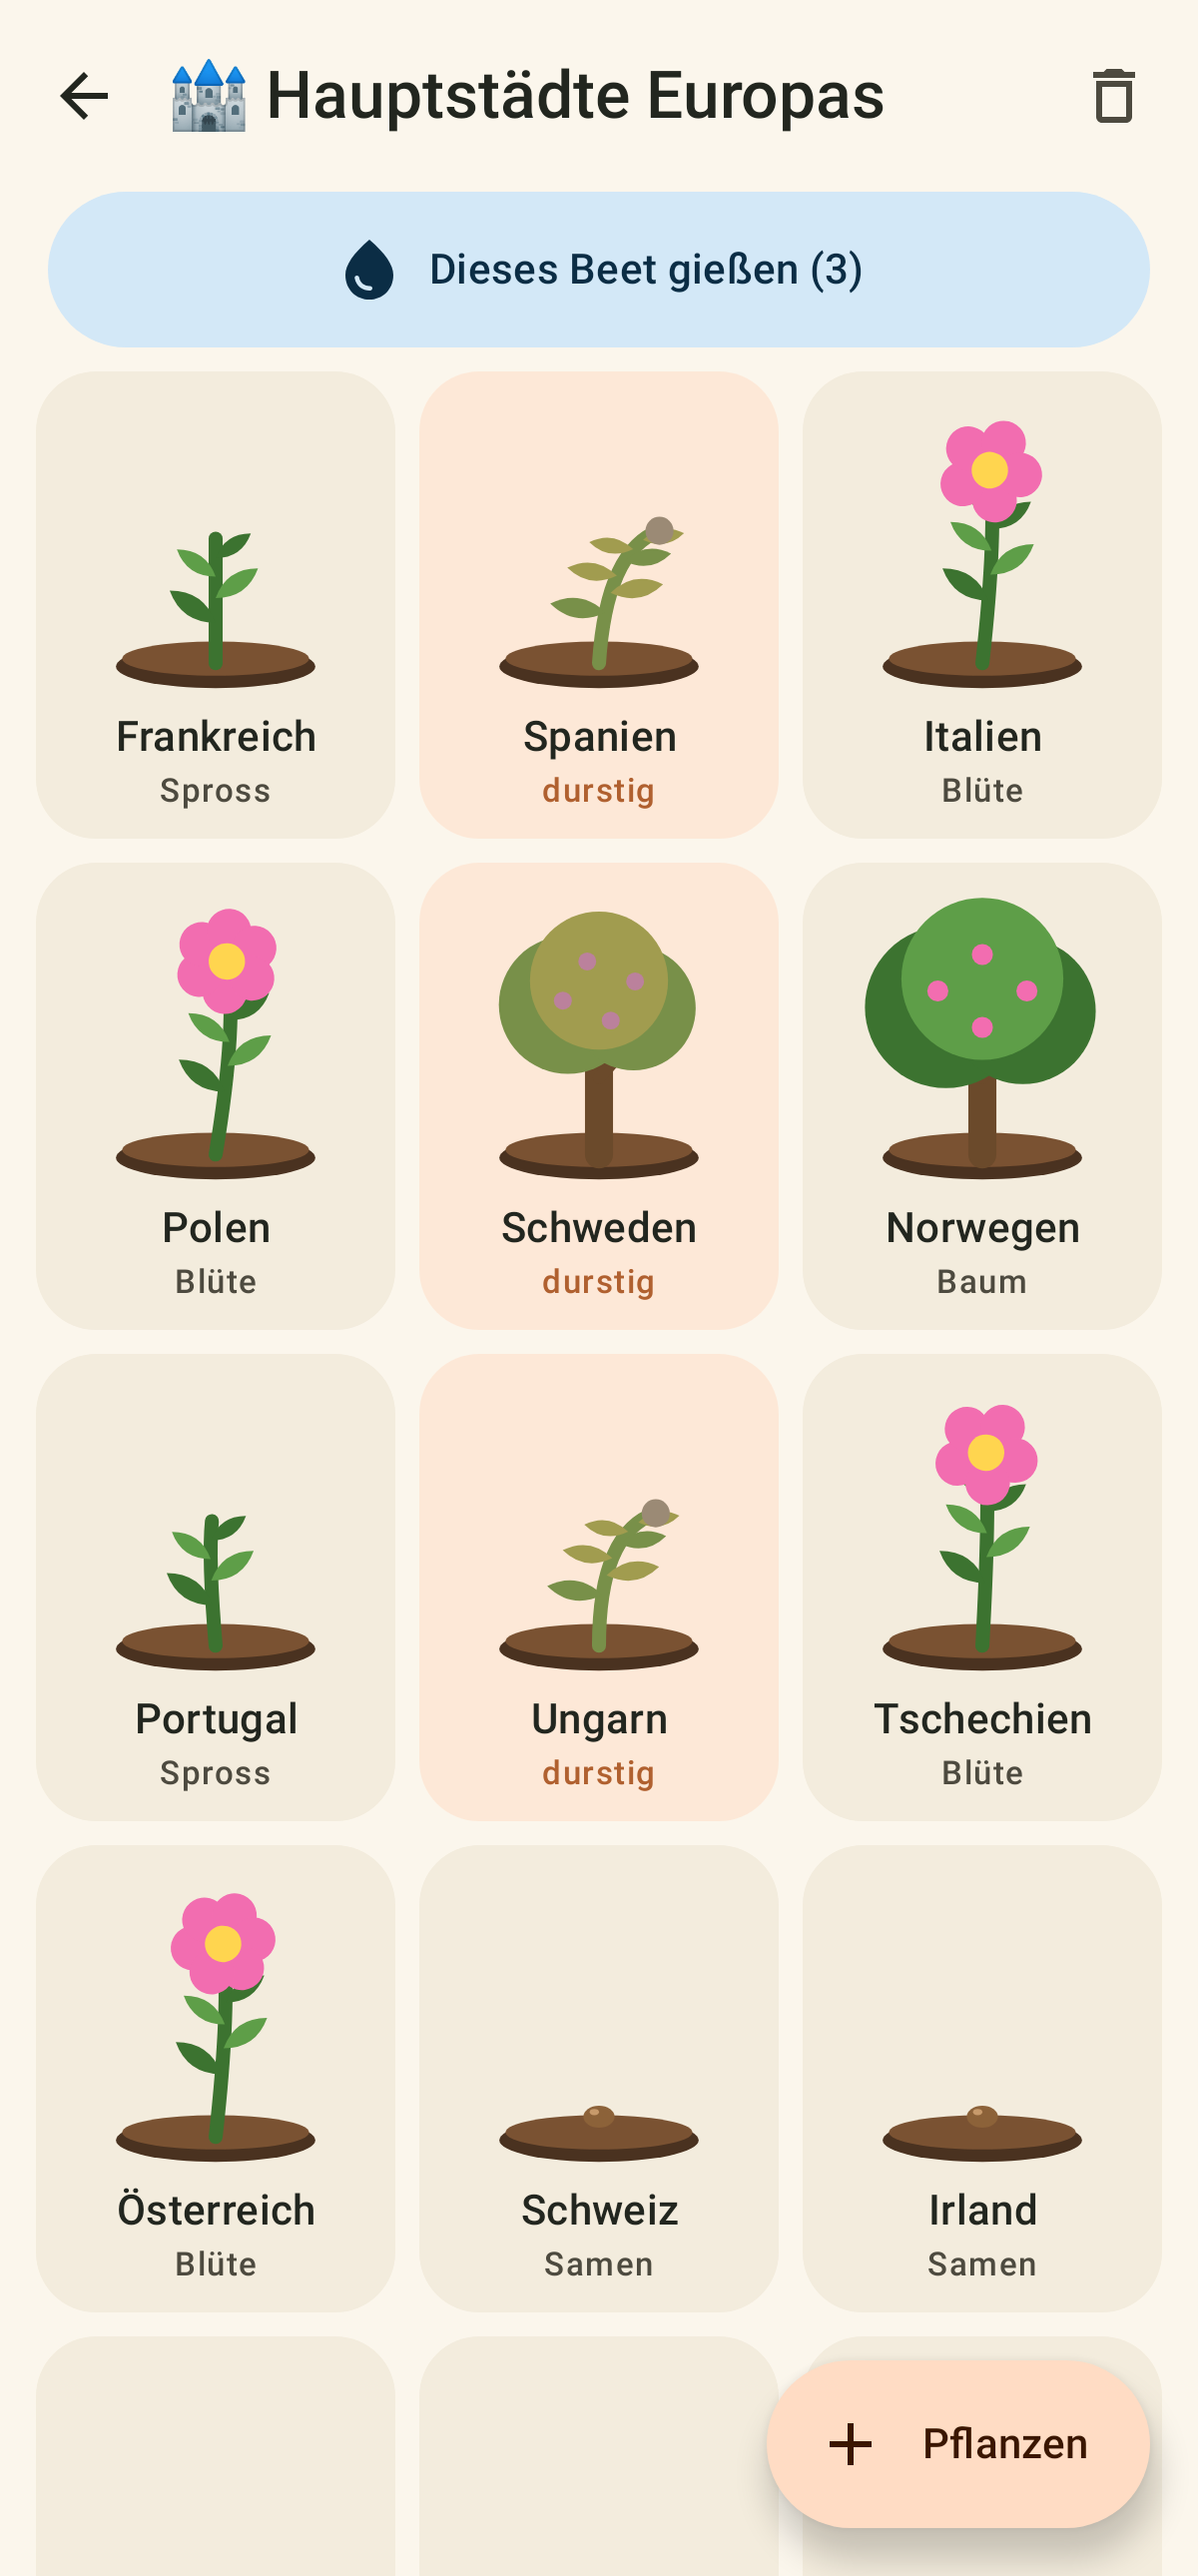 Hauptstädte Europas
Dieses Beet gießen (3)
Frankreich
Spross
Spanien
durstig
Italien
Blüte
Polen
Blüte
Schweden
durstig
Norwegen
Baum
Portugal
Spross
Ungarn
durstig
Tschechien
Blüte
Österreich
Blüte
Schweiz
Samen
Irland
Samen
Pflanzen